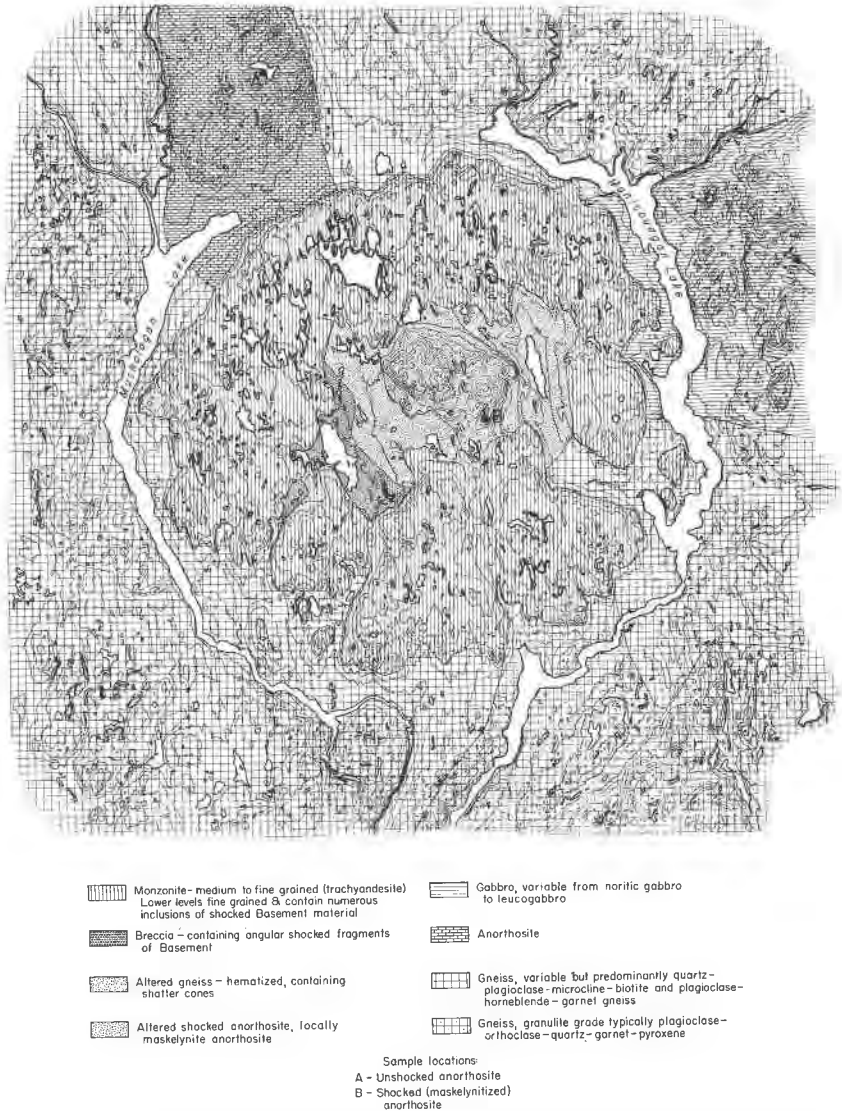 A
Mushalagan Lake
Manicouagan Lake
B
Monzonite - medium to fine grained (trachyandesite)
Lower levels fine grained & contain numerous
inclusions of shocked Basement material
Breccia - containing angular shocked fragments
of Basement
Altered gneiss - hematized, containing
shatter cones
Altered shocked anorthosite, locally
maskelynite anorthosite
Gabbro, variable from noritic gabbro
to leucogabbro
Anorthosite
Gneiss, variable but predominantly quartz-
plagioclase-microcline-biotite and plagioclase-
horneblende-garnet gneiss
Gneiss, granulite grade typically plagioclase-
orthoclase-quartz-garnet-pyroxene
Sample locations:
A - Unshocked anorthosite
B - Shocked (maskelynitized)
anorthosite